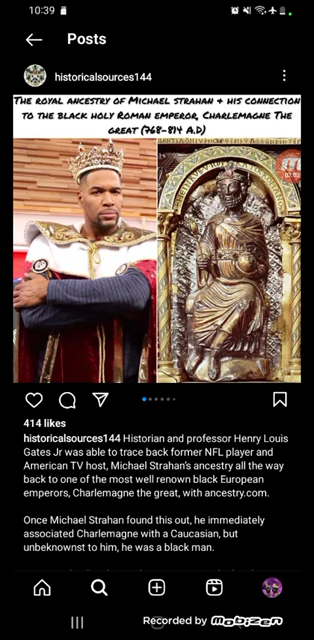 10:39
Posts
historicalsources144
The royal ancestry of Michael strahan & his connection
to the black holy Roman emperor, Charlemagne The
great (768-814 A.D)
414 likes
historicalsources144 Historian and professor Henry Louis
Gates Jr was able to trace back former NFL player and
American TV host, Michael Strahan's ancestry all the way
back to one of the most well renown black European
emperors, Charlemagne the great, with ancestry.com.
Once Michael Strahan found this out, he immediately
associated Charlemagne with a Caucasian, but
unbeknownst to him, he was a black man.
Recorded by mobizen